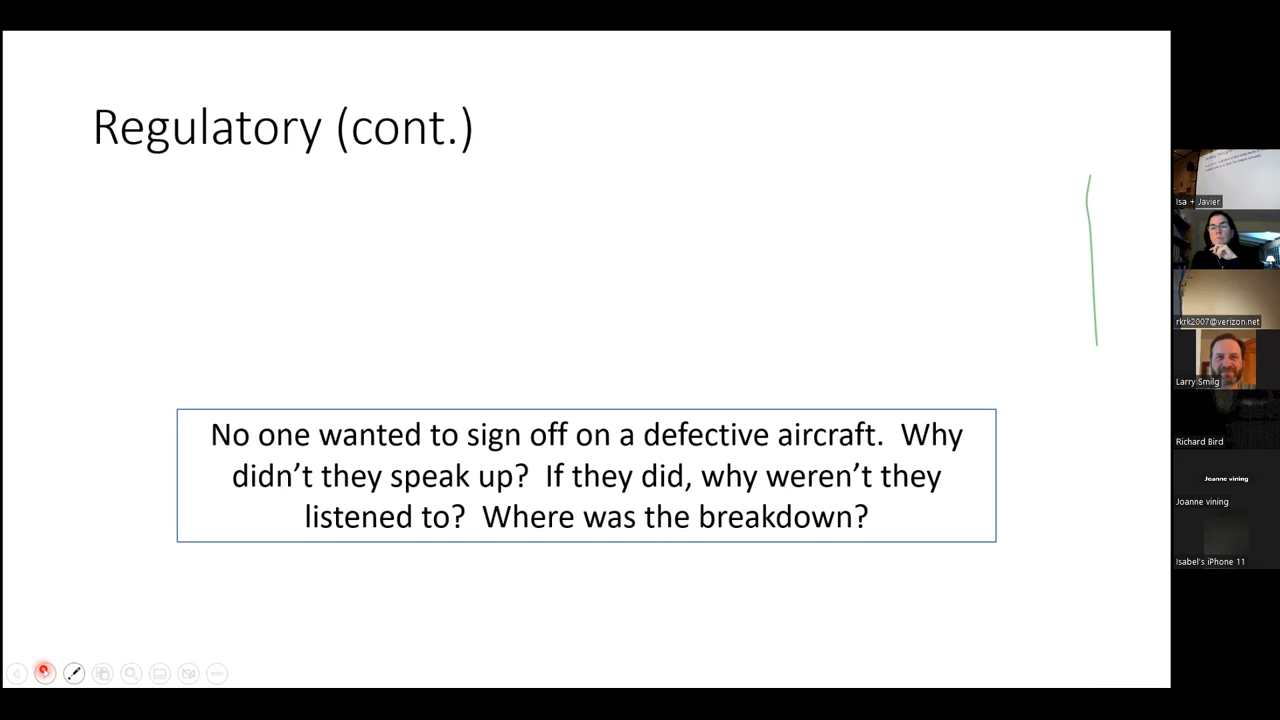 Regulatory (cont.)
No one wanted to sign off on a defective aircraft.  Why
didn’t they speak up?  If they did, why weren’t they
listened to?  Where was the breakdown?
Isa + Javier
rkrk2007@verizon.net
Larry Smilg
Richard Bird
Joanne vining
Joanne vining
Isabel's iPhone 11